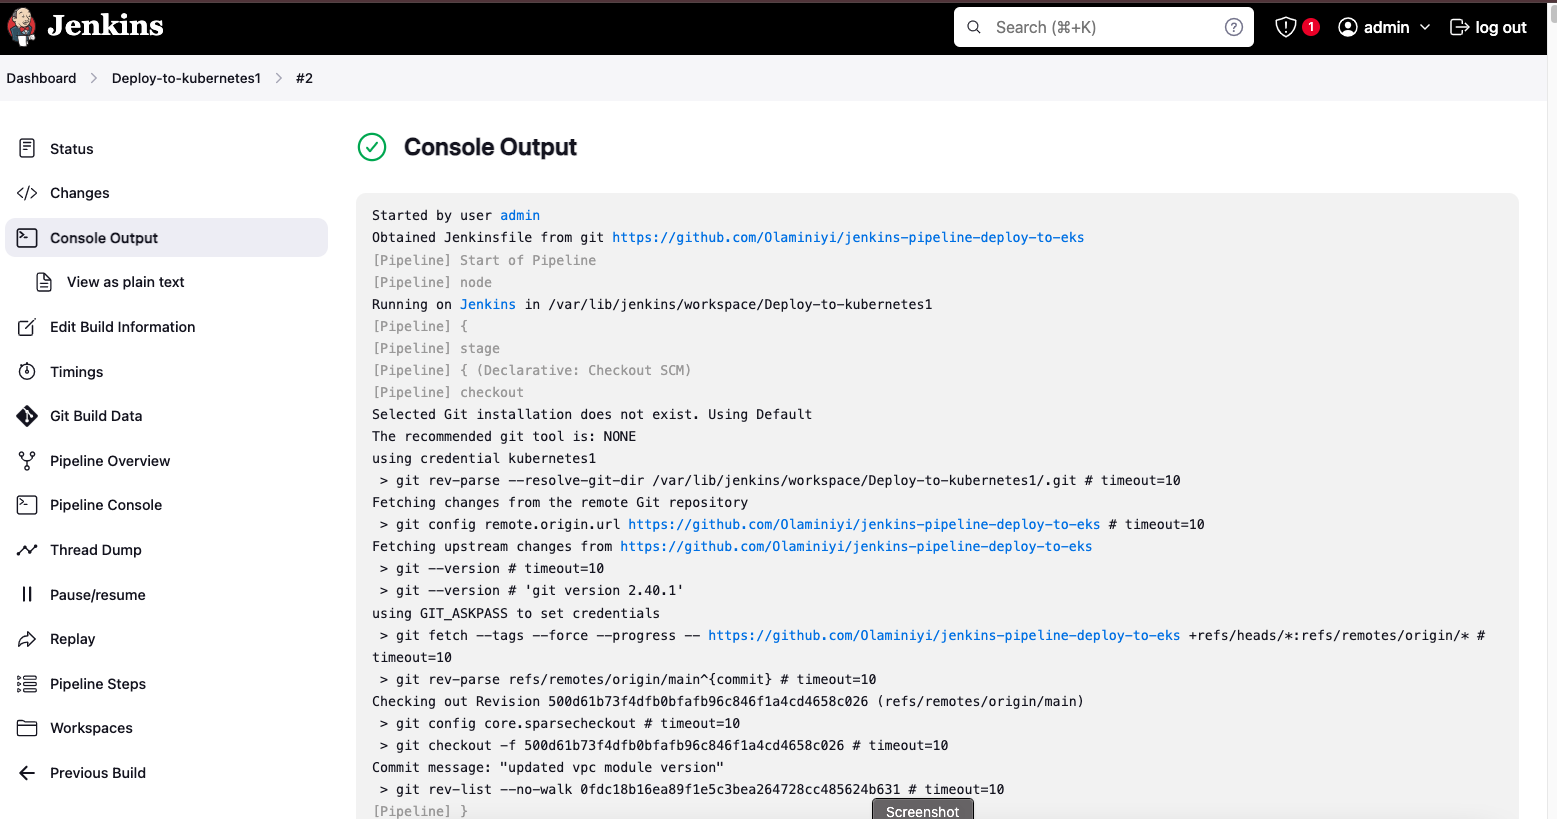 Jenkins
Search (⌘+K)
1
admin
log out
Dashboard
Deploy-to-kubernetes1
#2
Status
Changes
Console Output
View as plain text
Edit Build Information
Timings
Git Build Data
Pipeline Overview
Pipeline Console
Thread Dump
Pause/resume
Replay
Pipeline Steps
Workspaces
Previous Build
Console Output
Started by user admin
Obtained Jenkinsfile from git https://github.com/Olaminiyi/jenkins-pipeline-deploy-to-eks
[Pipeline] Start of Pipeline
[Pipeline] node
Running on Jenkins in /var/lib/jenkins/workspace/Deploy-to-kubernetes1
[Pipeline] {
[Pipeline] stage
[Pipeline] { (Declarative: Checkout SCM)
[Pipeline] checkout
Selected Git installation does not exist. Using Default
The recommended git tool is: NONE
using credential kubernetes1
> git rev-parse --resolve-git-dir /var/lib/jenkins/workspace/Deploy-to-kubernetes1/.git # timeout=10
Fetching changes from the remote Git repository
> git config remote.origin.url https://github.com/Olaminiyi/jenkins-pipeline-deploy-to-eks # timeout=10
Fetching upstream changes from https://github.com/Olaminiyi/jenkins-pipeline-deploy-to-eks
> git --version # timeout=10
> git --version # 'git version 2.40.1'
using GIT_ASKPASS to set credentials
> git fetch --tags --force --progress -- https://github.com/Olaminiyi/jenkins-pipeline-deploy-to-eks +refs/heads/*:refs/remotes/origin/* #
timeout=10
> git rev-parse refs/remotes/origin/main^{commit} # timeout=10
Checking out Revision 500d61b73f4dfb0bfafb96c846f1a4cd4658c026 (refs/remotes/origin/main)
> git config core.sparsecheckout # timeout=10
> git checkout -f 500d61b73f4dfb0bfafb96c846f1a4cd4658c026 # timeout=10
Commit message: "updated vpc module version"
> git rev-list --no-walk 0fdc18b16ea89f1e5c3bea264728cc485624b631 # timeout=10
[Pipeline] }
Screenshot